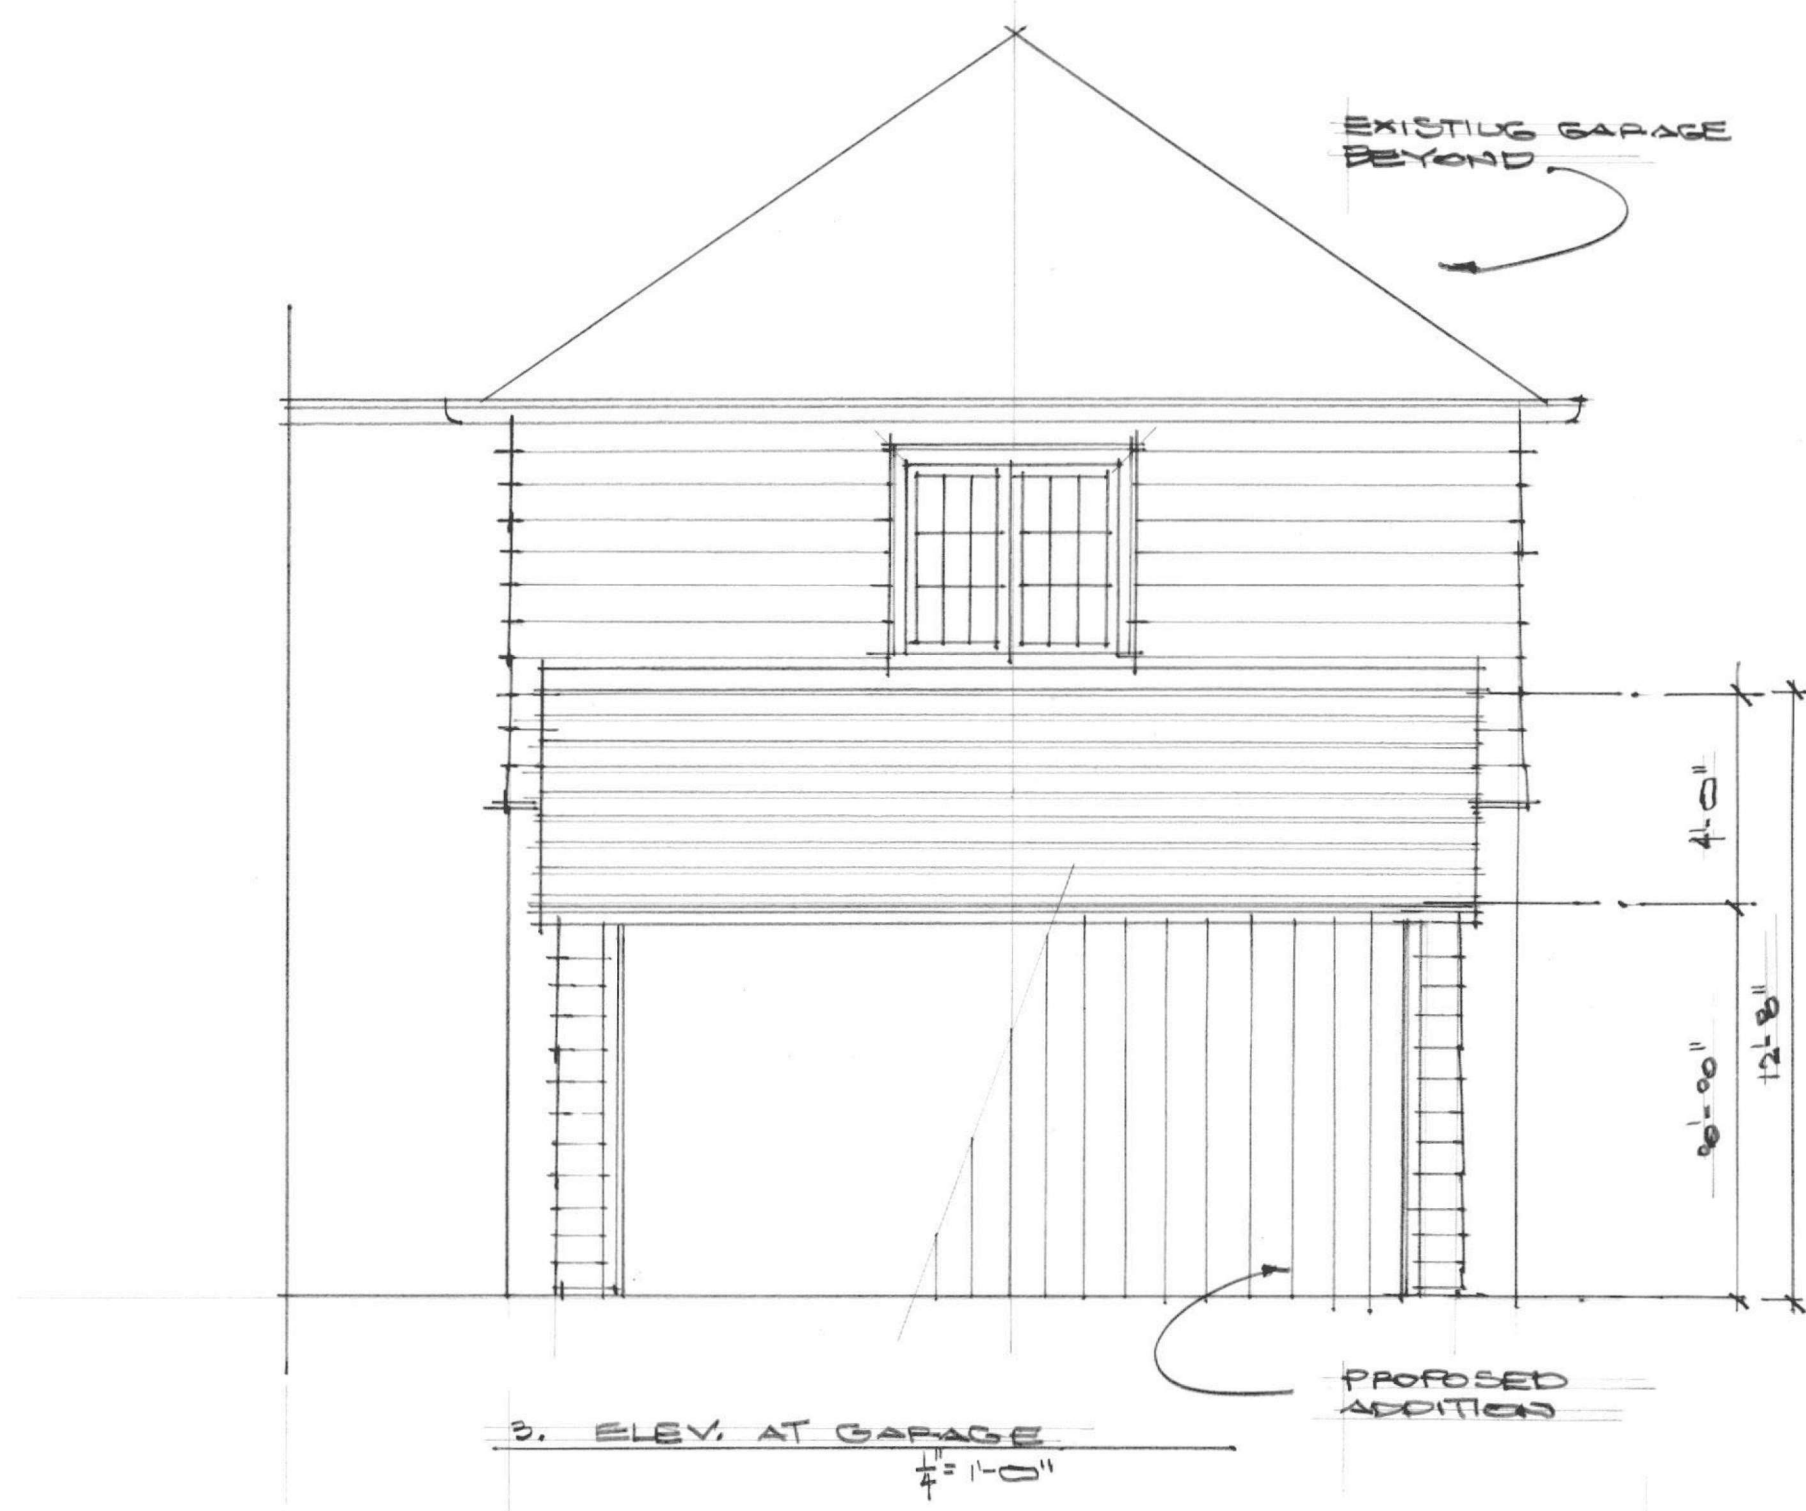 EXISTING GARAGE
BEYOND
4'-0"
8'-8"
12'-8"
PROPOSED
ADDITION
3. ELEV. AT GARAGE
1/4" = 1'-0"